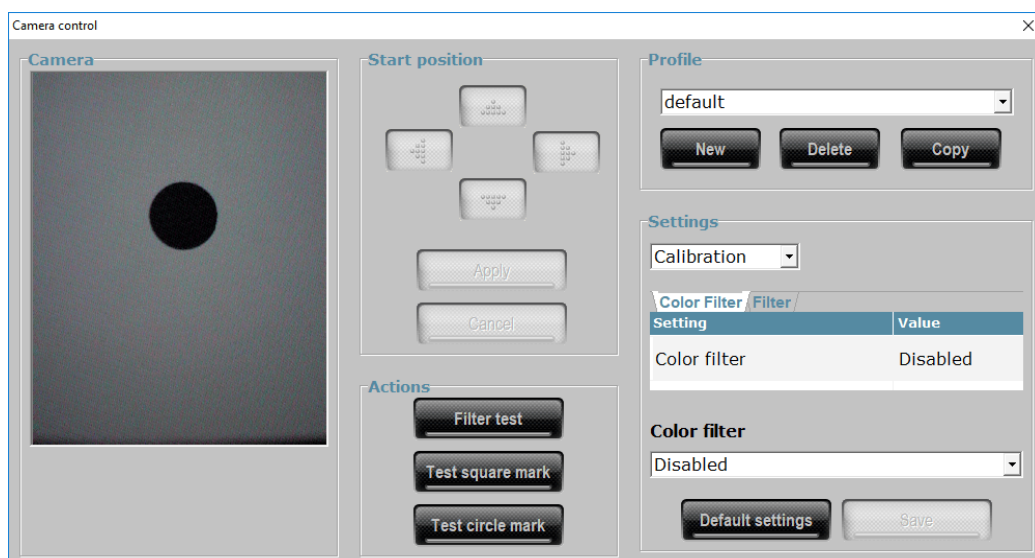 Camera control
Camera
Start position
Apply
Cancel
Actions
Filter test
Test square mark
Test circle mark
Profile
default
New Delete Copy
Settings
Calibration
Color Filter Filter
Setting Value
Color filter Disabled
Color filter
Disabled
Default settings Save